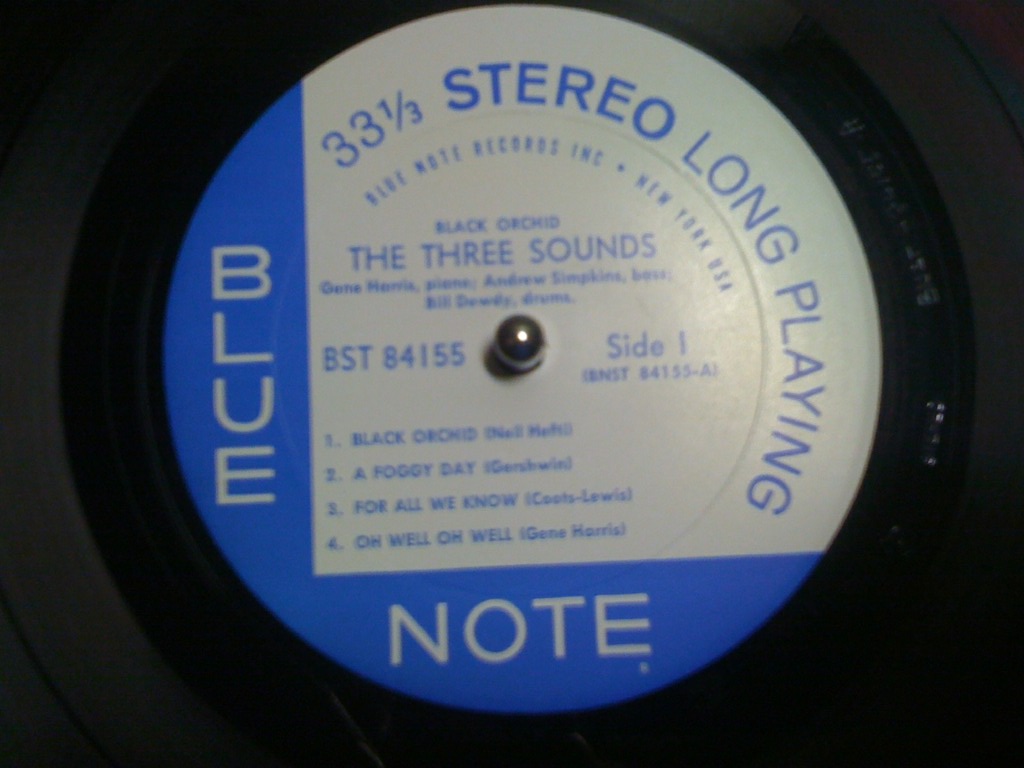 33⅓ STEREO LONG PLAYING
BLUE NOTE RECORDS INC • NEW YORK USA
BLACK ORCHID
THE THREE SOUNDS
Gene Harris, piano; Andrew Simpkins, bass;
Bill Dowdy, drums.
BST 84155
Side 1
(BNST 84155-A)
1. BLACK ORCHID (Neil Hefti)
2. A FOGGY DAY (Gershwin)
3. FOR ALL WE KNOW (Coots-Lewis)
4. OH WELL OH WELL (Gene Harris)
BLUE
NOTE